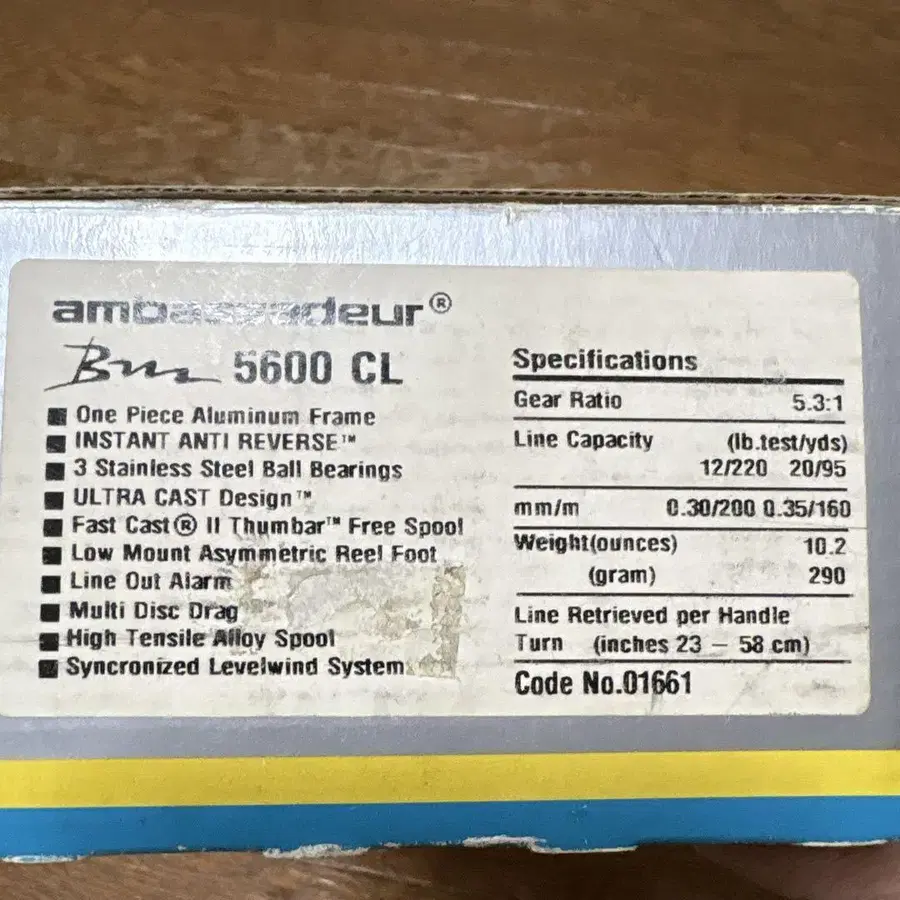 ambassadeur®
5600 CL
■ One Piece Aluminum Frame
■ INSTANT ANTI REVERSE™
■ 3 Stainless Steel Ball Bearings
■ ULTRA CAST Design™
■ Fast Cast® II Thumbar™ Free Spool
■ Low Mount Asymmetric Reel Foot
■ Line Out Alarm
■ Multi Disc Drag
■ High Tensile Alloy Spool
■ Syncronized Levelwind System
Specifications
Gear Ratio 5.3:1
Line Capacity (lb.test/yds)
12/220 20/95
mm/m 0.30/200 0.35/160
Weight(ounces) 10.2
(gram) 290
Line Retrieved per Handle
Turn (inches 23 – 58 cm)
Code No.01661